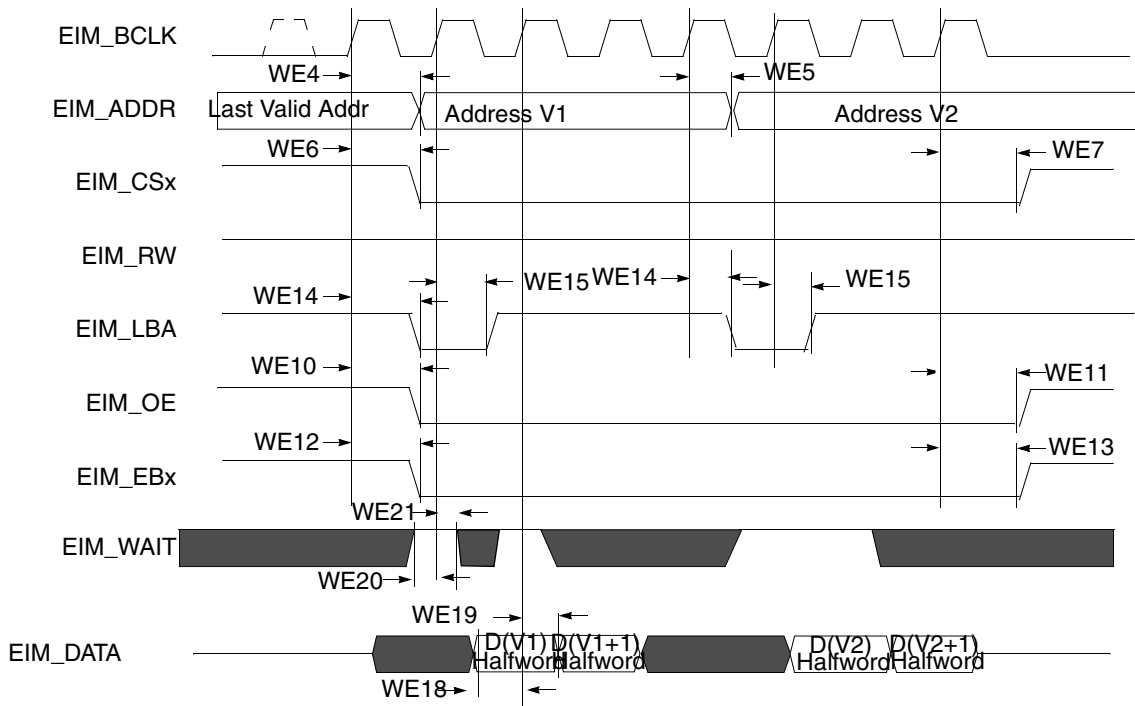 EIM_BCLK
WE4
WE5
EIM_ADDR
Last Valid Addr
Address V1
Address V2
WE6
WE7
EIM_CSx
EIM_RW
WE14
WE15
WE14
WE15
EIM_LBA
WE10
WE11
EIM_OE
WE12
WE13
EIM_EBx
WE21
EIM_WAIT
WE20
WE19
EIM_DATA
D(V1)
Halfword
D(V1+1)
Halfword
D(V2)
Halfword
D(V2+1)
Halfword
WE18